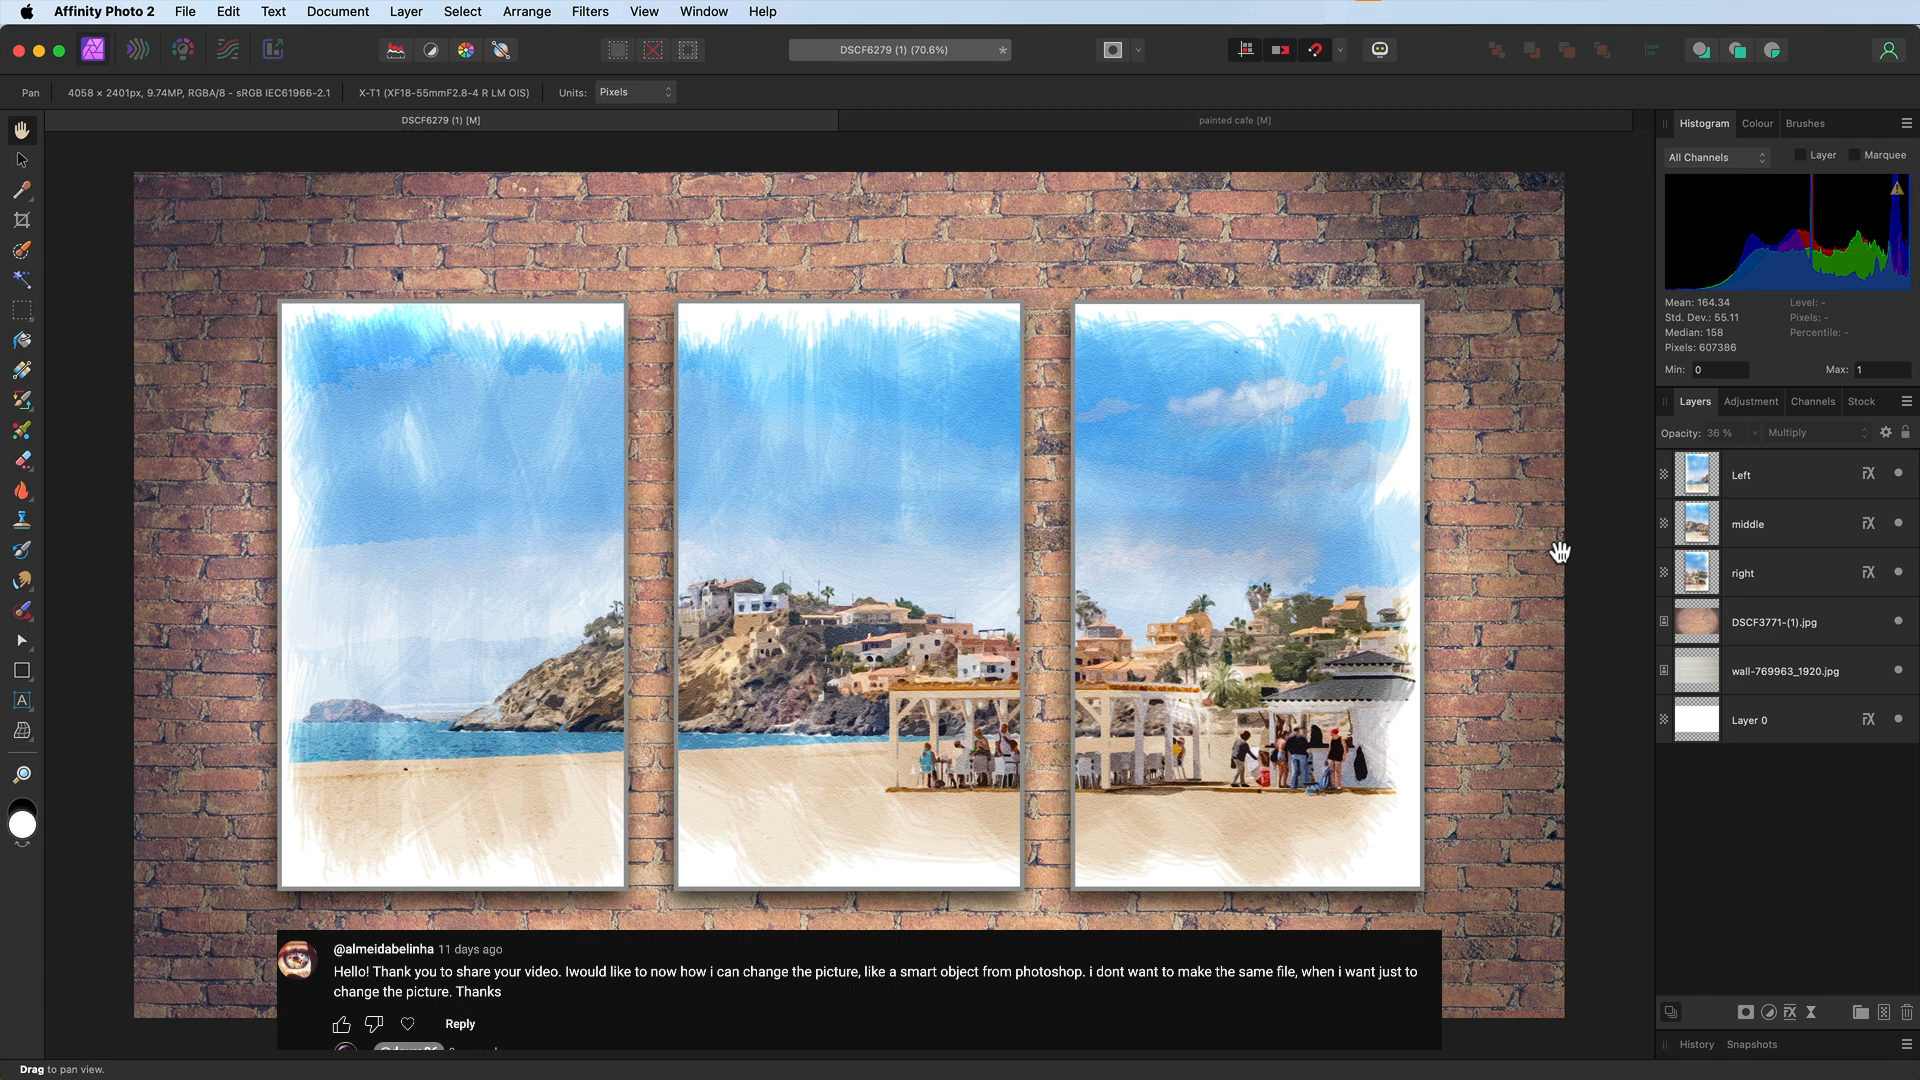 Affinity Photo 2 File Edit Text Document Layer Select Arrange Filters View Window Help
DSCF6279 (1) (70.6%) *
Pan 4058 × 2401px, 9.74MP, RGBA/8 - sRGB IEC61966-2.1 X-T1 (XF18-55mmF2.8-4 R LM OIS) Units: Pixels
DSCF6279 (1) [M] painted cafe [M]
Histogram Colour Brushes
All Channels Layer Marquee
Mean: 164.34 Level: -
Std. Dev.: 55.11 Pixels: -
Median: 158 Percentile: -
Pixels: 607386
Min: 0 Max: 1
Layers Adjustment Channels Stock
Opacity: 36 % Multiply
Left FX
middle FX
right FX
DSCF3771-(1).jpg
wall-769963_1920.jpg
Layer 0 FX
@almeidabelinha 11 days ago
Hello! Thank you to share your video. Iwould like to now how i can change the picture, like a smart object from photoshop. i dont want to make the same file, when i want just to
change the picture. Thanks
Reply
History Snapshots
Drag to pan view.